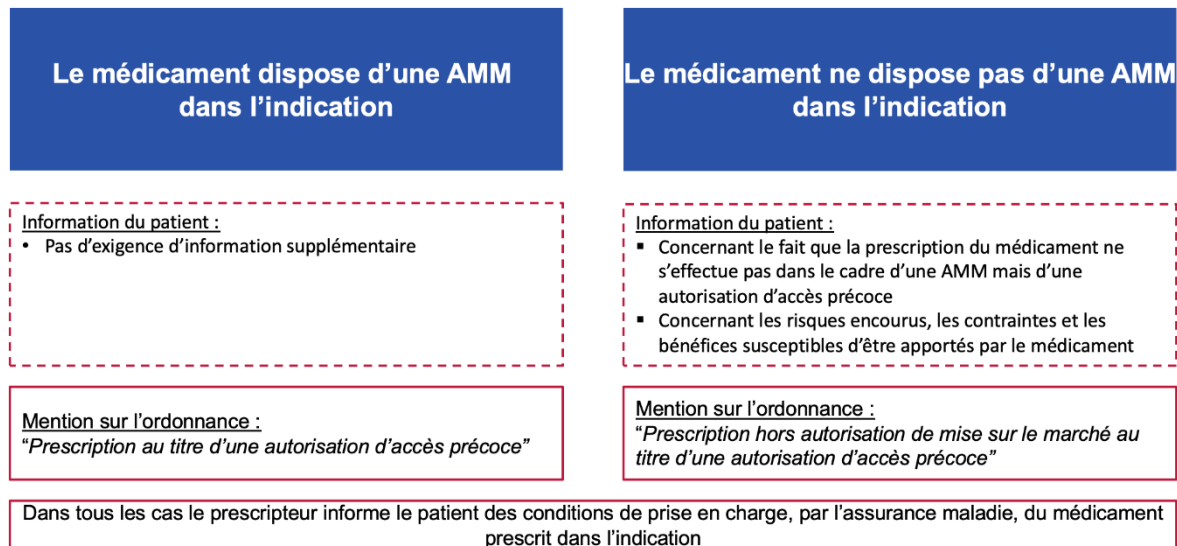 Le médicament dispose d’une AMM
dans l’indication
Le médicament ne dispose pas d’une AMM
dans l’indication
Information du patient :
• Pas d’exigence d’information supplémentaire
Information du patient :
▪ Concernant le fait que la prescription du médicament ne
s’effectue pas dans le cadre d’une AMM mais d’une
autorisation d’accès précoce
▪ Concernant les risques encourus, les contraintes et les
bénéfices susceptibles d’être apportés par le médicament
Mention sur l’ordonnance :
“Prescription au titre d’une autorisation d’accès précoce”
Mention sur l’ordonnance :
“Prescription hors autorisation de mise sur le marché au
titre d’une autorisation d’accès précoce”
Dans tous les cas le prescripteur informe le patient des conditions de prise en charge, par l’assurance maladie, du médicament
prescrit dans l’indication